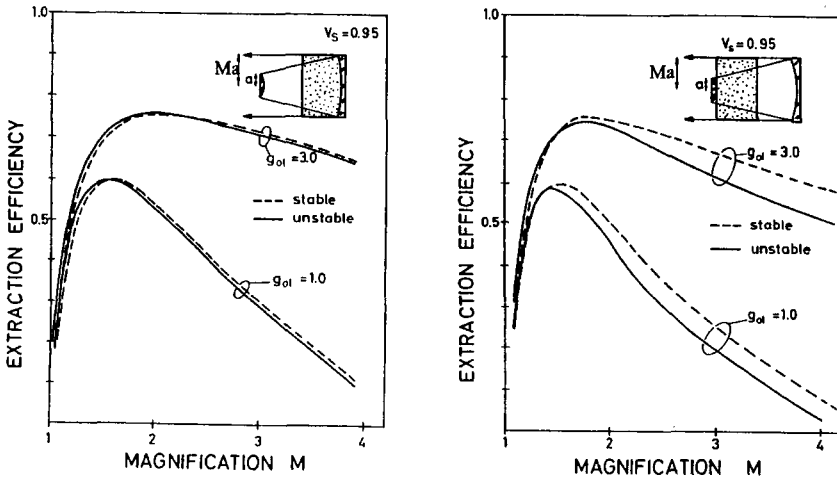 1.0
V_S = 0.95
Ma
a
g_ol = 3.0
0.5
--- stable
— unstable
g_ol = 1.0
EXTRACTION EFFICIENCY
1 2 3 4
MAGNIFICATION M
1.0
V_s = 0.95
Ma
a
g_ol = 3.0
0.5
--- stable
— unstable
g_ol = 1.0
EXTRACTION EFFICIENCY
1 2 3 4
MAGNIFICATION M